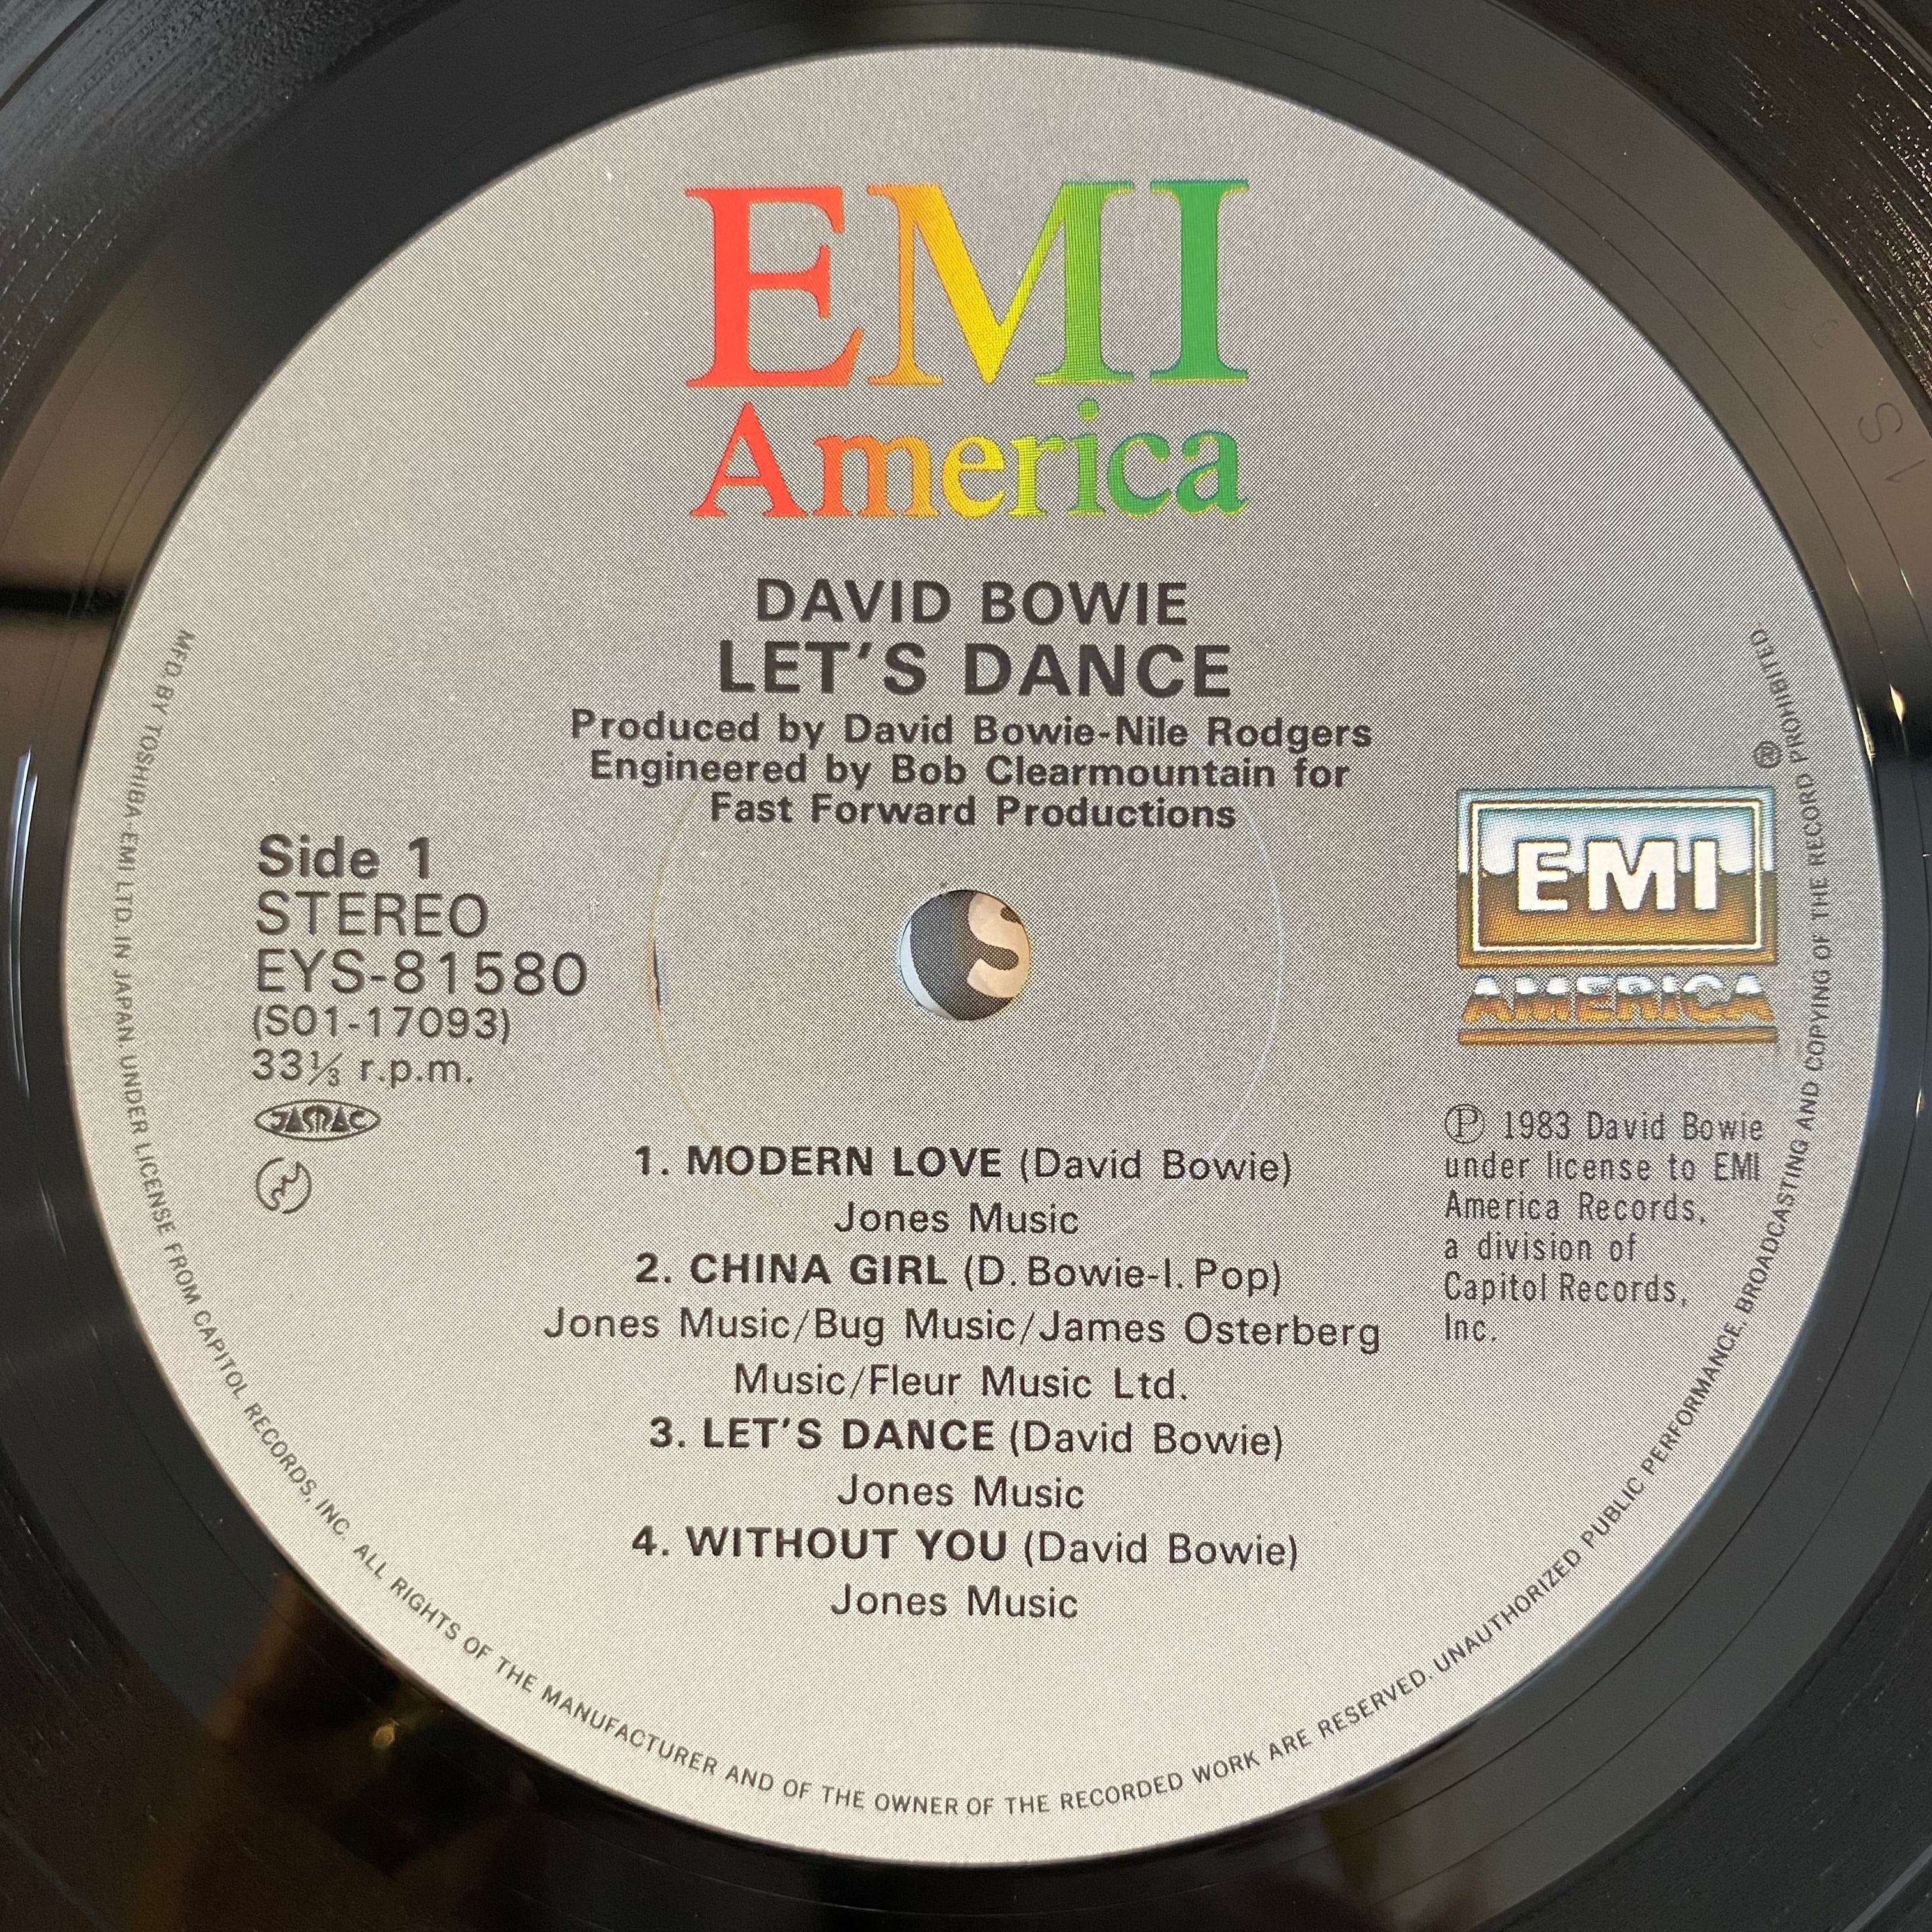 EMI
America
DAVID BOWIE
LET'S DANCE
Produced by David Bowie-Nile Rodgers
Engineered by Bob Clearmountain for
Fast Forward Productions
Side 1
STEREO
EYS-81580
(S01-17093)
33⅓ r.p.m.
JASRAC
S
®
EMI
AMERICA
Ⓟ 1983 David Bowie
under license to EMI
America Records,
a division of
Capitol Records,
Inc.
1. MODERN LOVE (David Bowie)
Jones Music
2. CHINA GIRL (D. Bowie-I. Pop)
Jones Music/Bug Music/James Osterberg
Music/Fleur Music Ltd.
3. LET'S DANCE (David Bowie)
Jones Music
4. WITHOUT YOU (David Bowie)
Jones Music
MFD. BY TOSHIBA EMI LTD. IN JAPAN. UNDER LICENSE FROM CAPITOL RECORDS, INC. ALL RIGHTS OF THE MANUFACTURER AND OF THE OWNER OF THE RECORDED WORK ARE RESERVED. UNAUTHORIZED PUBLIC PERFORMANCE, BROADCASTING AND COPYING OF THE RECORD PROHIBITED.